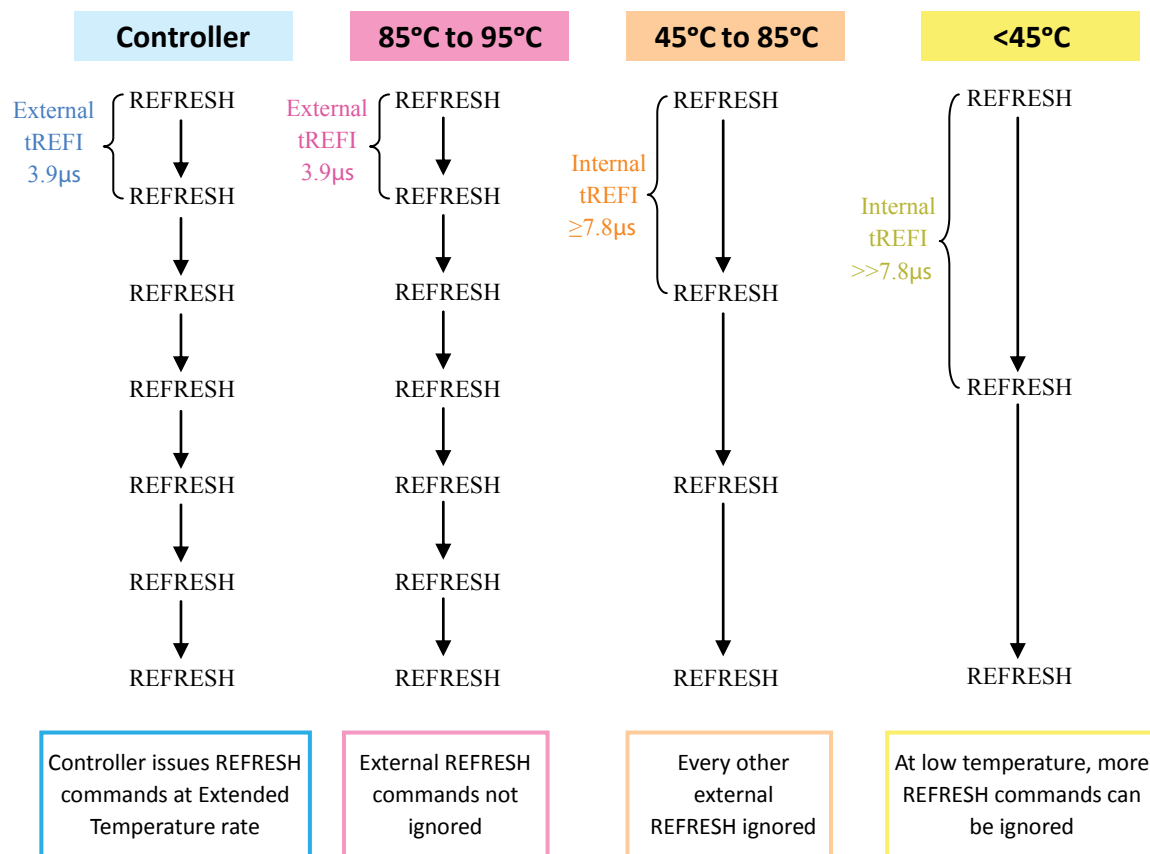 Controller
85°C to 95°C
45°C to 85°C
<45°C
External
tREFI
3.9µs
REFRESH
REFRESH
REFRESH
REFRESH
REFRESH
REFRESH
REFRESH
Controller issues REFRESH
commands at Extended
Temperature rate
External
tREFI
3.9µs
REFRESH
REFRESH
REFRESH
REFRESH
REFRESH
REFRESH
REFRESH
External REFRESH
commands not
ignored
Internal
tREFI
≥7.8µs
REFRESH
REFRESH
REFRESH
REFRESH
Every other
external
REFRESH ignored
Internal
tREFI
>>7.8µs
REFRESH
REFRESH
REFRESH
At low temperature, more
REFRESH commands can
be ignored